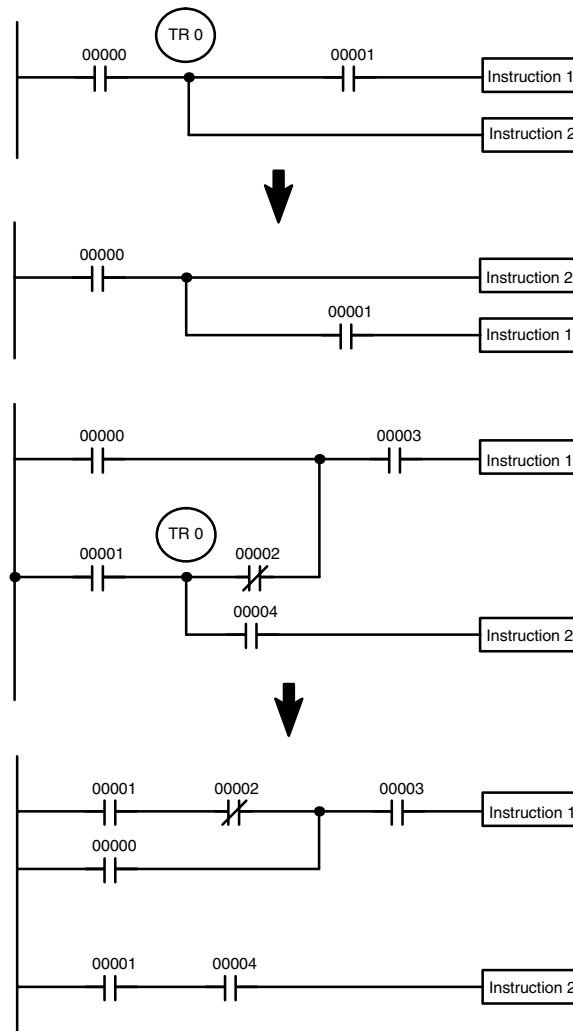 TR 0
00000 00001
Instruction 1
Instruction 2
00000
Instruction 2
00001
Instruction 1
00000 00003
Instruction 1
TR 0
00001 00002
00004
Instruction 2
00001 00002 00003
Instruction 1
00000
00001 00004
Instruction 2